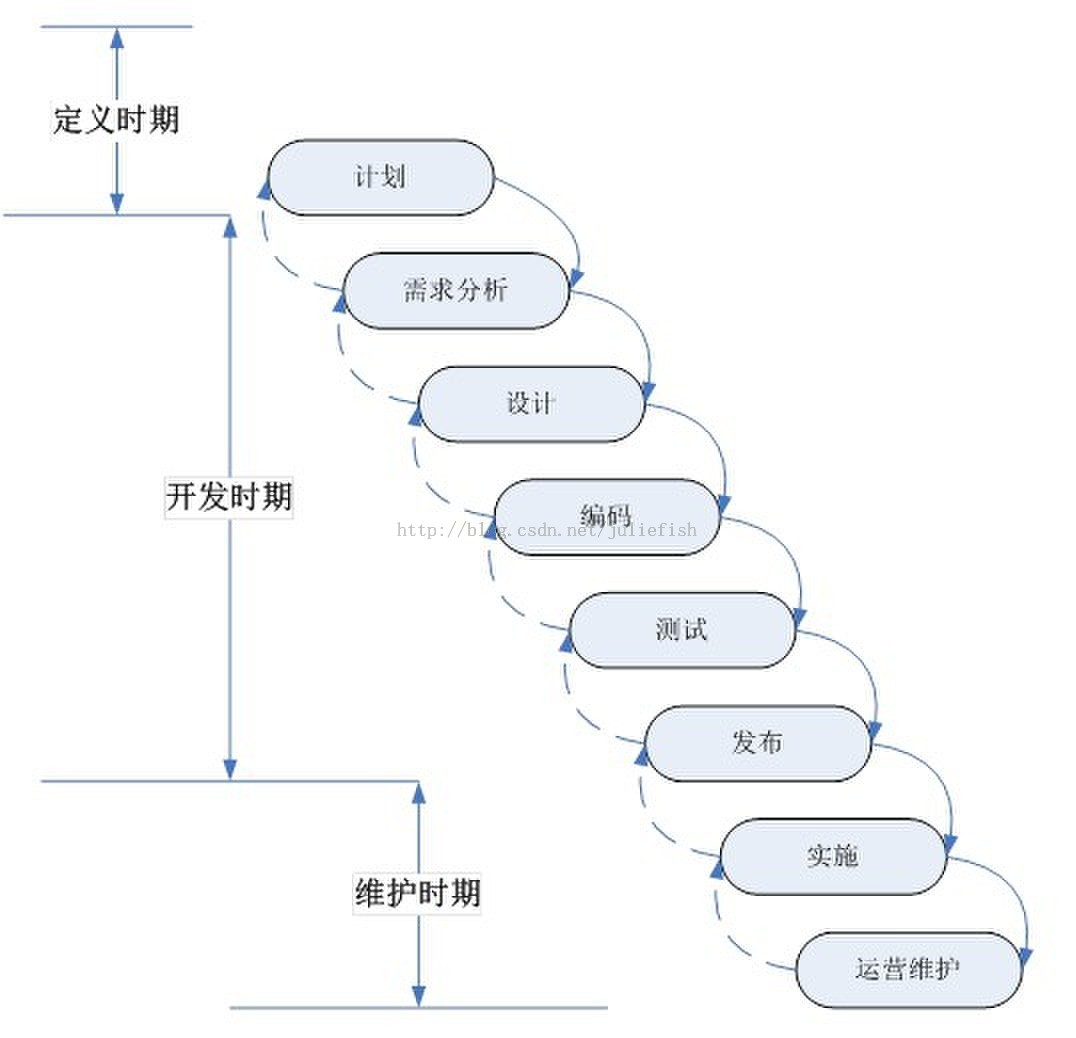 定义时期
计划
需求分析
设计
开发时期
编码
http://blog.csdn.net/juliefish
测试
发布
实施
维护时期
运营维护